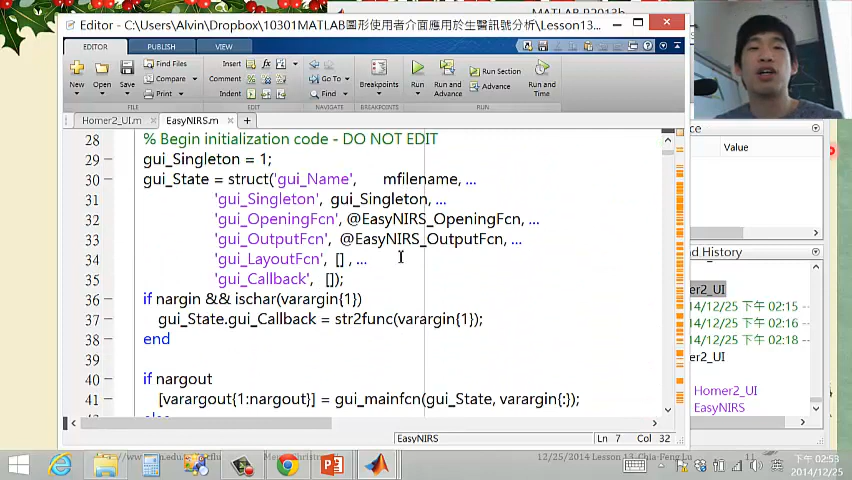 MATLAB R2013b
Editor - C:\Users\Alvin\Dropbox\10301MATLAB圖形使用者介面應用於生醫訊號分析\Lesson13...
EDITOR PUBLISH VIEW
New Open Save
Find Files
Compare
Print
Insert
Comment
Indent
Go To
Find
Breakpoints
Run
Run and Advance
Run Section
Advance
Run and Time
FILE EDIT NAVIGATE BREAKPOINTS RUN
Homer2_UI.m × EasyNIRS.m × +
28 % Begin initialization code - DO NOT EDIT
29 gui_Singleton = 1;
30 gui_State = struct('gui_Name', mfilename, ...
31 'gui_Singleton', gui_Singleton, ...
32 'gui_OpeningFcn', @EasyNIRS_OpeningFcn, ...
33 'gui_OutputFcn', @EasyNIRS_OutputFcn, ...
34 'gui_LayoutFcn', [] , ...
35 'gui_Callback', []);
36 if nargin && ischar(varargin{1})
37 gui_State.gui_Callback = str2func(varargin{1});
38 end
39
40 if nargout
41 [varargout{1:nargout}] = gui_mainfcn(gui_State, varargin{:});
EasyNIRS
Ln 7 Col 32
ce
Value
nd History
er2_UI
14/12/25 下午 02:15
14/12/25 下午 02:16
14/12/25 下午 02:18
er2_UI
Homer2_UI
EasyNIRS
12/25/2014 Lesson 13, Chia-Feng Lu
11
英
下午 02:53
2014/12/25